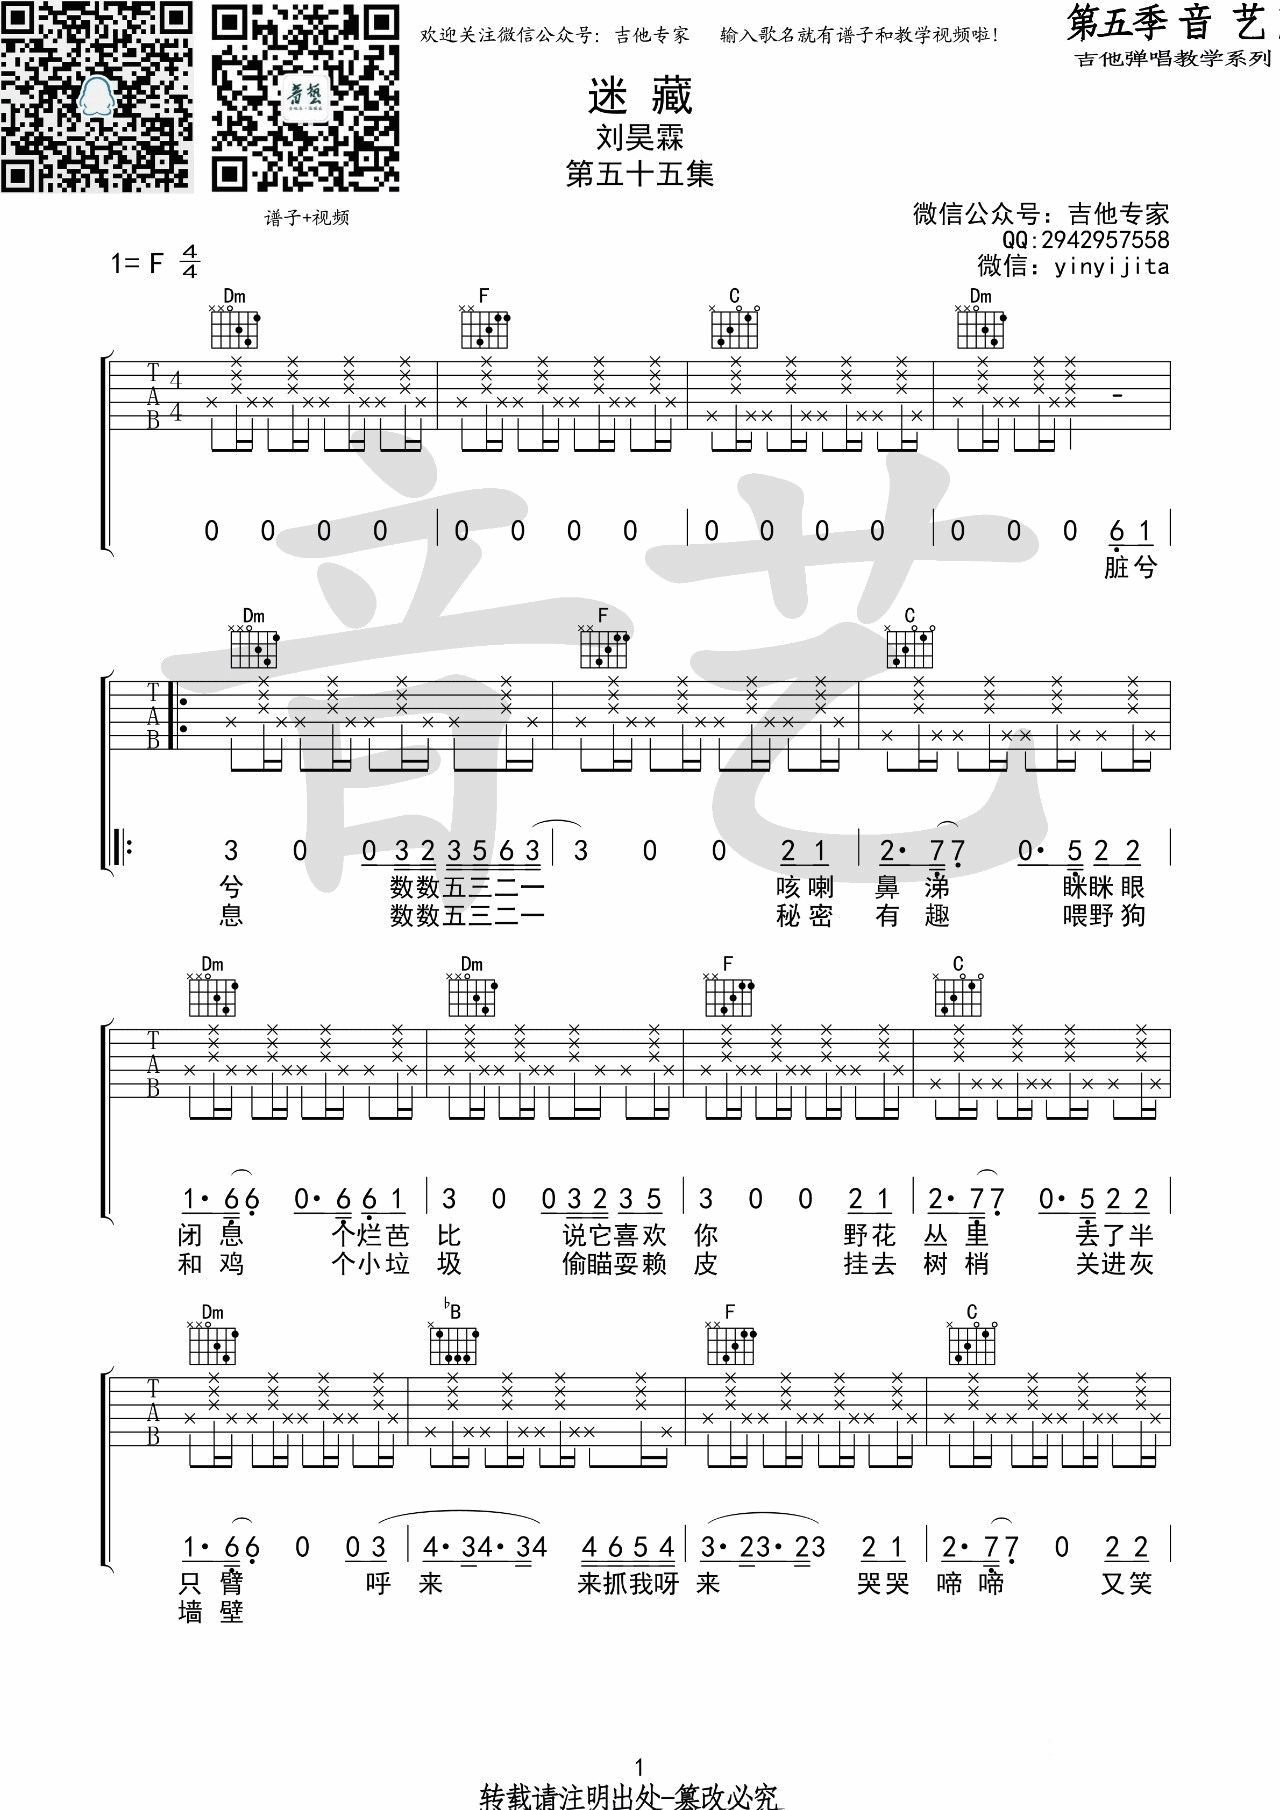 欢迎关注微信公众号：吉他专家 输入歌名就有谱子和教学视频啦！
第五季音 艺
吉他弹唱教学系列
迷 藏
刘昊霖
第五十五集
谱子+视频
微信公众号：吉他专家
QQ:2942957558
微信：yinyijita
1= F 4/4
Dm F C Dm
T A B 4/4
0 0 0 0 | 0 0 0 0 | 0 0 0 0 | 0 0 0 6 1
脏兮
Dm F C
T A B
3 0 0 3 2 3 5 6 3 | 3 0 0 2 1 | 2· 7 7 0· 5 2 2
兮 数数五三二一 咳喇 鼻涕 眯眯眼
息 数数五三二一 秘密 有趣 喂野狗
Dm Dm F C
T A B
1· 6 6 0· 6 6 1 | 3 0 0 3 2 3 5 | 3 0 0 2 1 | 2· 7 7 0· 5 2 2
闭息 个烂芭 比 说它喜欢 你 野花 丛里 丢了半
和鸡 个小垃 圾 偷瞄耍赖 皮 挂去 树梢 关进灰
Dm ♭B F C
T A B
1· 6 6 0 0 3 | 4· 3 4· 3 4 4 6 5 4 | 3· 2 3· 2 3 2 1 | 2· 7 7 0 2 2
只臂 呼 来 来抓我呀 来 哭哭 啼啼 又笑
墙壁
1
转载请注明出处-篡改必究
音艺